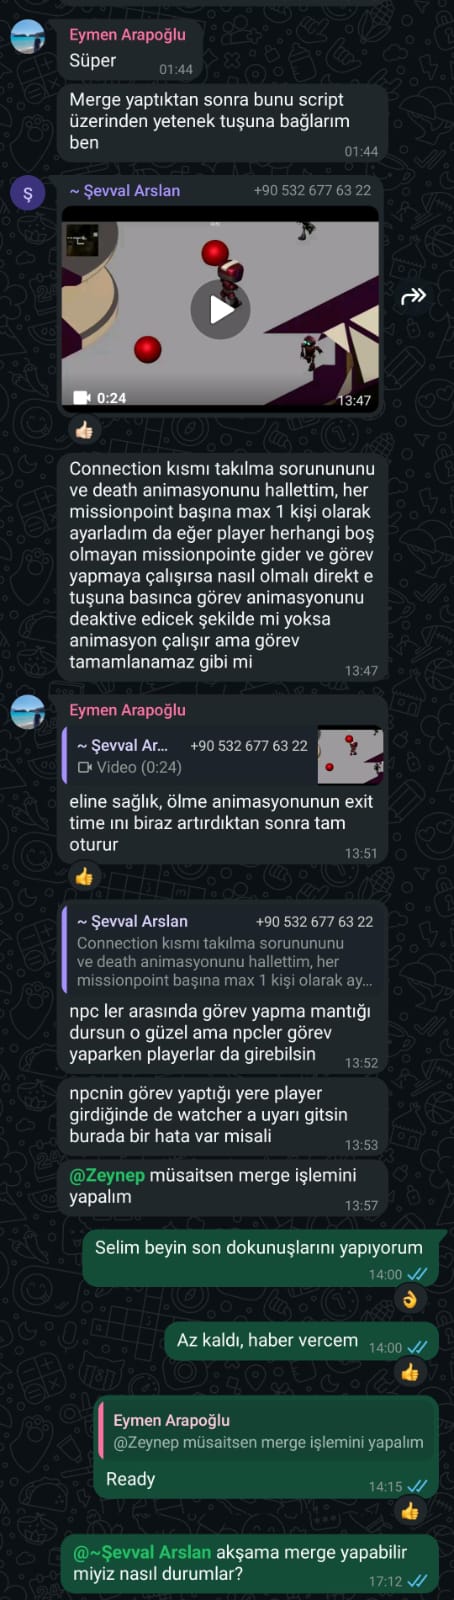 Eymen Arapoğlu
Süper
01:44
Merge yaptıktan sonra bunu script
üzerinden yetenek tuşuna bağlarım
ben
01:44
Ş
~ Şevval Arslan +90 532 677 63 22
0:24
13:47
Connection kısmı takılma sorunununu
ve death animasyonunu hallettim, her
missionpoint başına max 1 kişi olarak
ayarladım da eğer player herhangi boş
olmayan missionpointe gider ve görev
yapmaya çalışırsa nasıl olmalı direkt e
tuşuna basınca görev animasyonunu
deaktive edicek şekilde mi yoksa
animasyon çalışır ama görev
tamamlanamaz gibi mi
13:47
Eymen Arapoğlu
~ Şevval Ar... +90 532 677 63 22
Video (0:24)
eline sağlık, ölme animasyonunun exit
time ını biraz artırdıktan sonra tam
oturur
13:51
~ Şevval Arslan +90 532 677 63 22
Connection kısmı takılma sorunununu
ve death animasyonunu hallettim, her
missionpoint başına max 1 kişi olarak ay...
npc ler arasında görev yapma mantığı
dursun o güzel ama npcler görev
yaparken playerlar da girebilsin
13:52
npcnin görev yaptığı yere player
girdiğinde de watcher a uyarı gitsin
burada bir hata var misali
13:53
@Zeynep müsaitsen merge işlemini
yapalım
13:57
Selim beyin son dokunuşlarını yapıyorum
14:00
Az kaldı, haber vercem
14:00
Eymen Arapoğlu
@Zeynep müsaitsen merge işlemini yapalım
Ready
14:15
@~Şevval Arslan akşama merge yapabilir
miyiz nasıl durumlar?
17:12